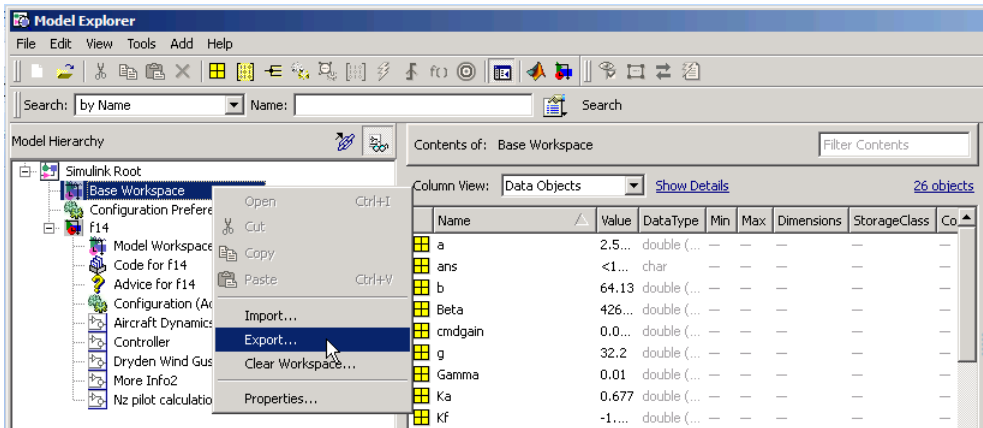 Model Explorer
File Edit View Tools Add Help
Search: by Name Name: Search
Model Hierarchy
Contents of: Base Workspace Filter Contents
Simulink Root
Base Workspace
Configuration Prefere
f14
Model Workspace
Code for f14
Advice for f14
Configuration (Ac
Aircraft Dynamics
Controller
Dryden Wind Gus
More Info2
Nz pilot calculatio
Open Ctrl+I
Cut
Copy
Paste Ctrl+V
Import...
Export...
Clear Workspace...
Properties...
Column View: Data Objects Show Details 26 objects
Name Value DataType Min Max Dimensions StorageClass Co
a 2.5... double (... — — — —
ans <1... char — — — —
b 64.13 double (... — — — —
Beta 426... double (... — — — —
cmdgain 0.0... double (... — — — —
g 32.2 double (... — — — —
Gamma 0.01 double (... — — — —
Ka 0.677 double (... — — — —
Kf -1.... double (... — — — —